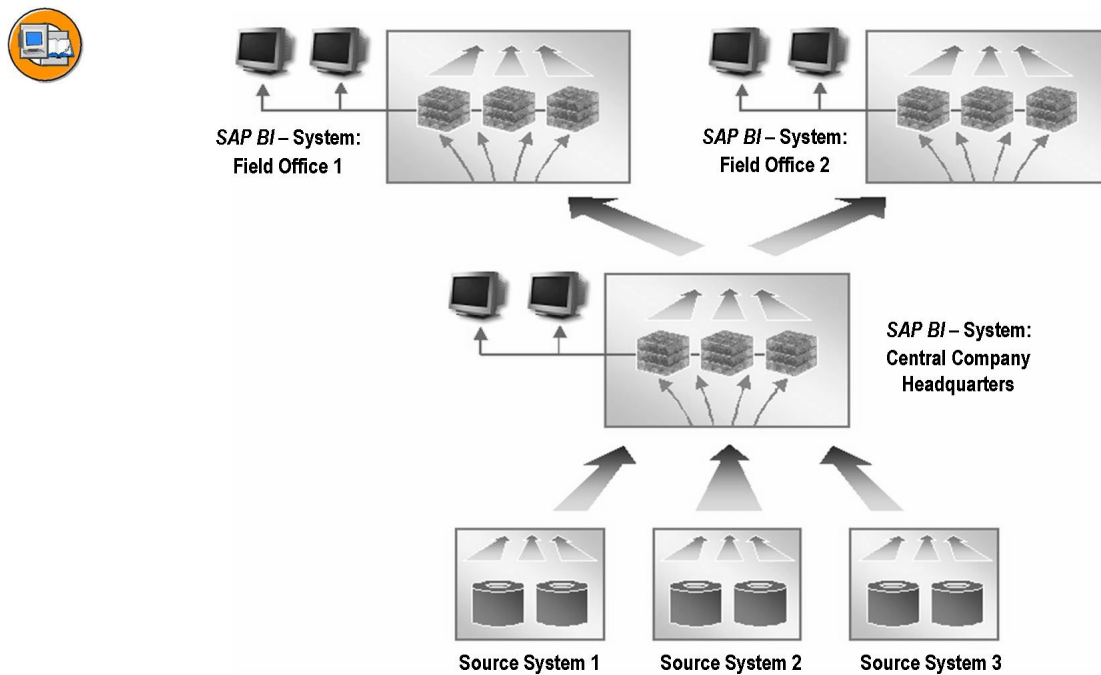 SAP BI – System:
Field Office 1
SAP BI – System:
Field Office 2
SAP BI – System:
Central Company
Headquarters
Source System 1
Source System 2
Source System 3